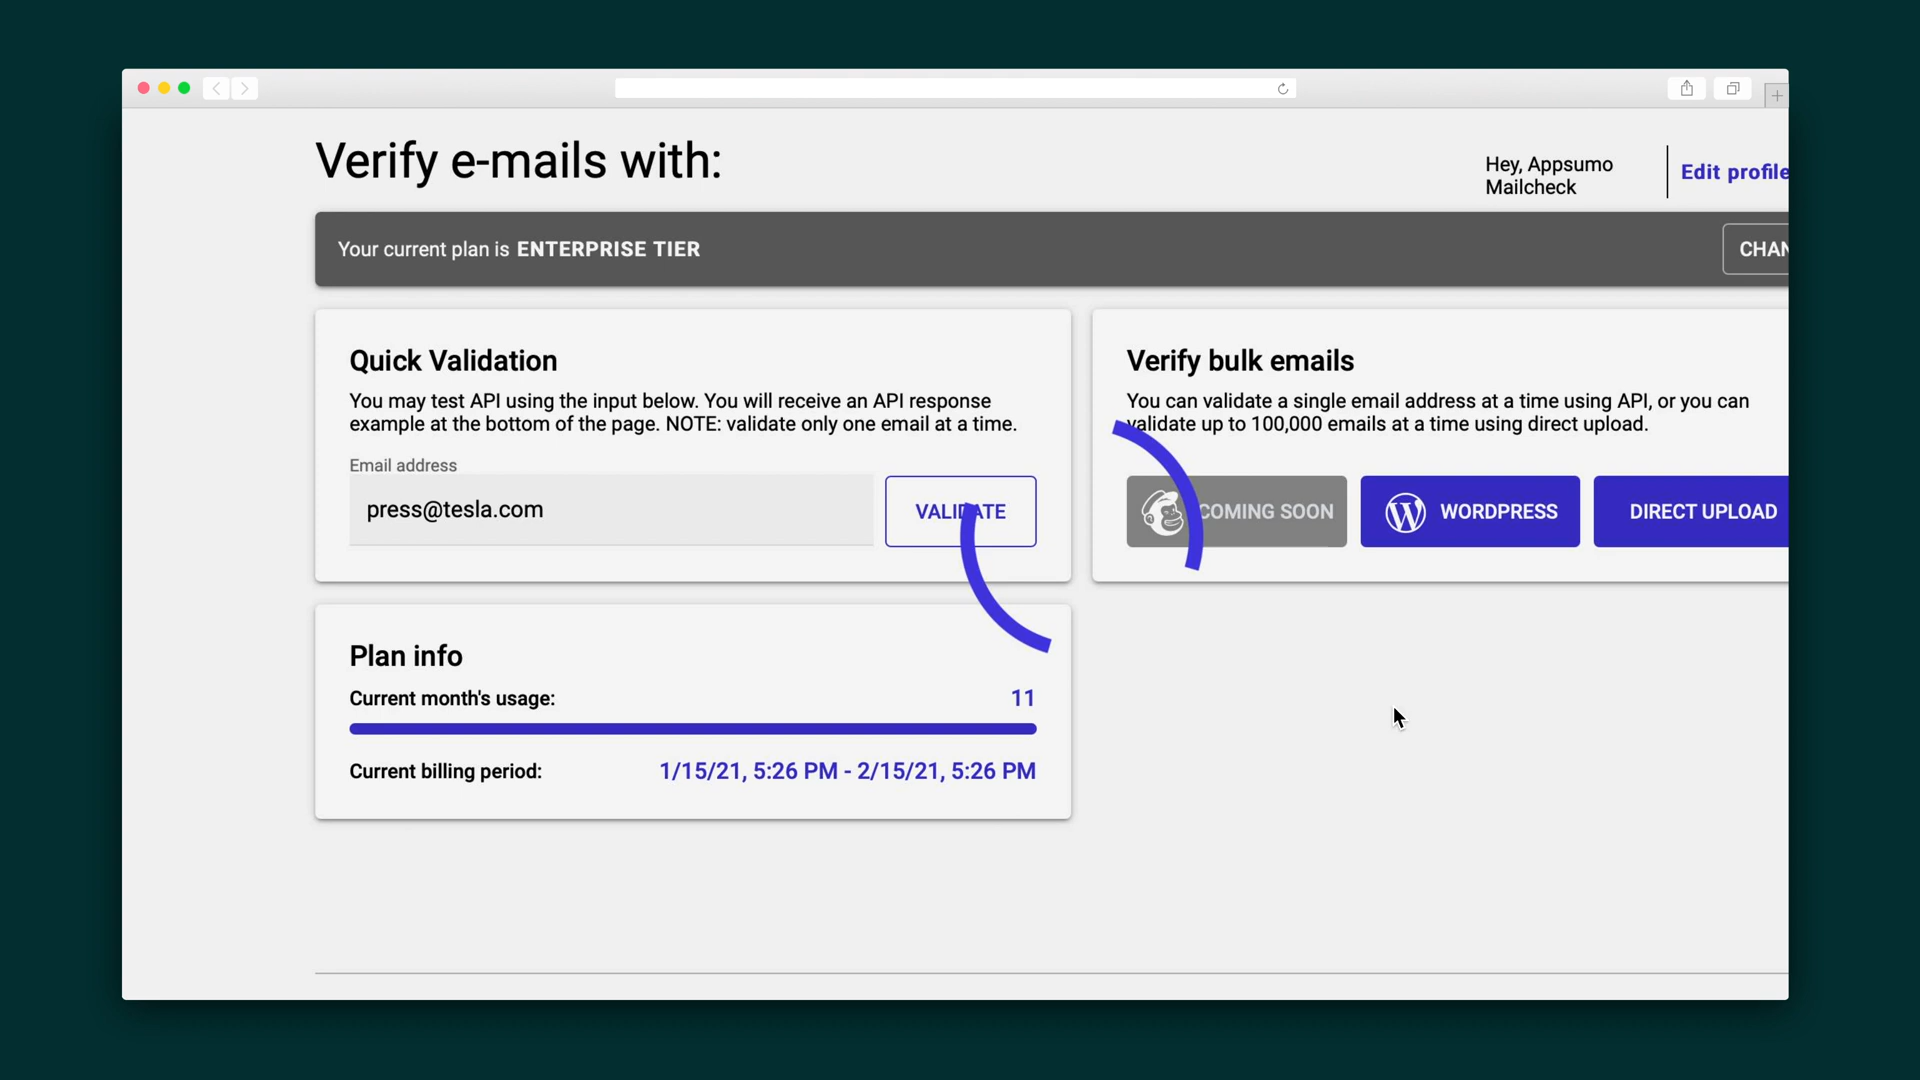 Verify e-mails with:
Hey, Appsumo
Mailcheck
Edit profile
Your current plan is ENTERPRISE TIER
CHAN
Quick Validation
You may test API using the input below. You will receive an API response
example at the bottom of the page. NOTE: validate only one email at a time.
Email address
press@tesla.com
VALIDATE
Verify bulk emails
You can validate a single email address at a time using API, or you can
validate up to 100,000 emails at a time using direct upload.
COMING SOON
WORDPRESS
DIRECT UPLOAD
Plan info
Current month's usage:
11
Current billing period:
1/15/21, 5:26 PM - 2/15/21, 5:26 PM